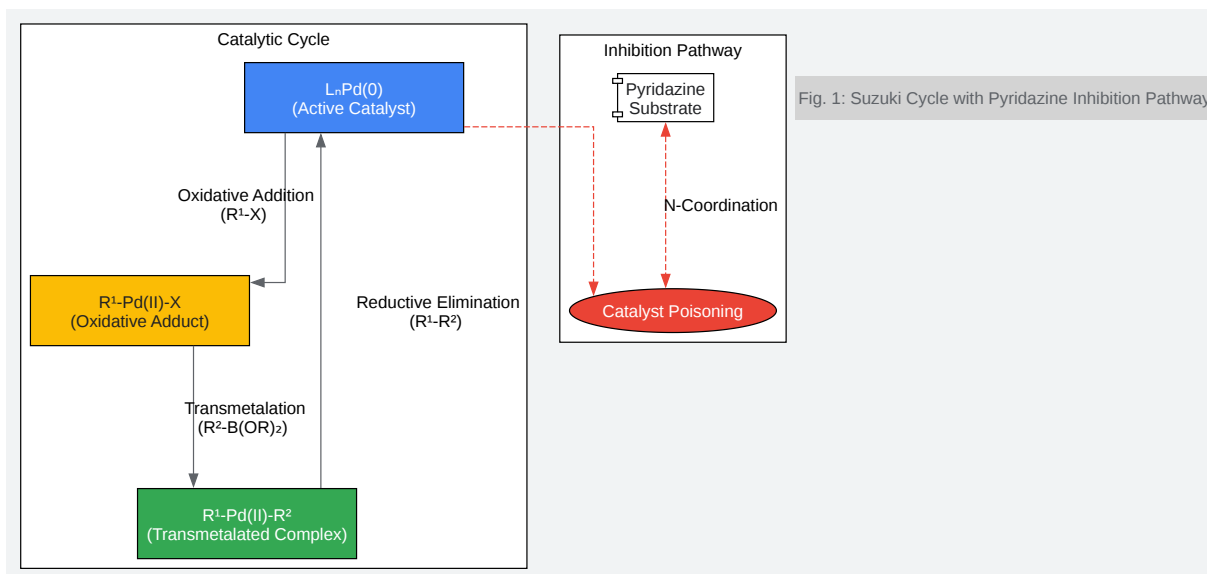 Catalytic Cycle
LₙPd(0)
(Active Catalyst)
Oxidative Addition
(R¹-X)
R¹-Pd(II)-X
(Oxidative Adduct)
Reductive Elimination
(R¹-R²)
Transmetalation
(R²-B(OR)₂)
R¹-Pd(II)-R²
(Transmetalated Complex)
Inhibition Pathway
Pyridazine
Substrate
N-Coordination
Catalyst Poisoning
Fig. 1: Suzuki Cycle with Pyridazine Inhibition Pathway